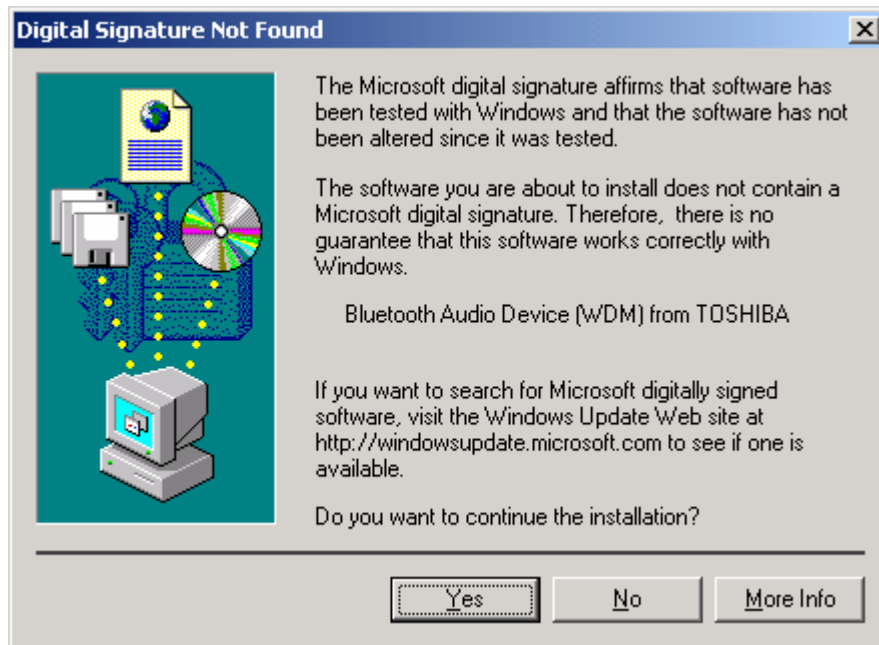 Digital Signature Not Found
The Microsoft digital signature affirms that software has
been tested with Windows and that the software has not
been altered since it was tested.
The software you are about to install does not contain a
Microsoft digital signature. Therefore,  there is no
guarantee that this software works correctly with
Windows.
Bluetooth Audio Device (WDM) from TOSHIBA
If you want to search for Microsoft digitally signed
software, visit the Windows Update Web site at
http://windowsupdate.microsoft.com to see if one is
available.
Do you want to continue the installation?
Yes No More Info